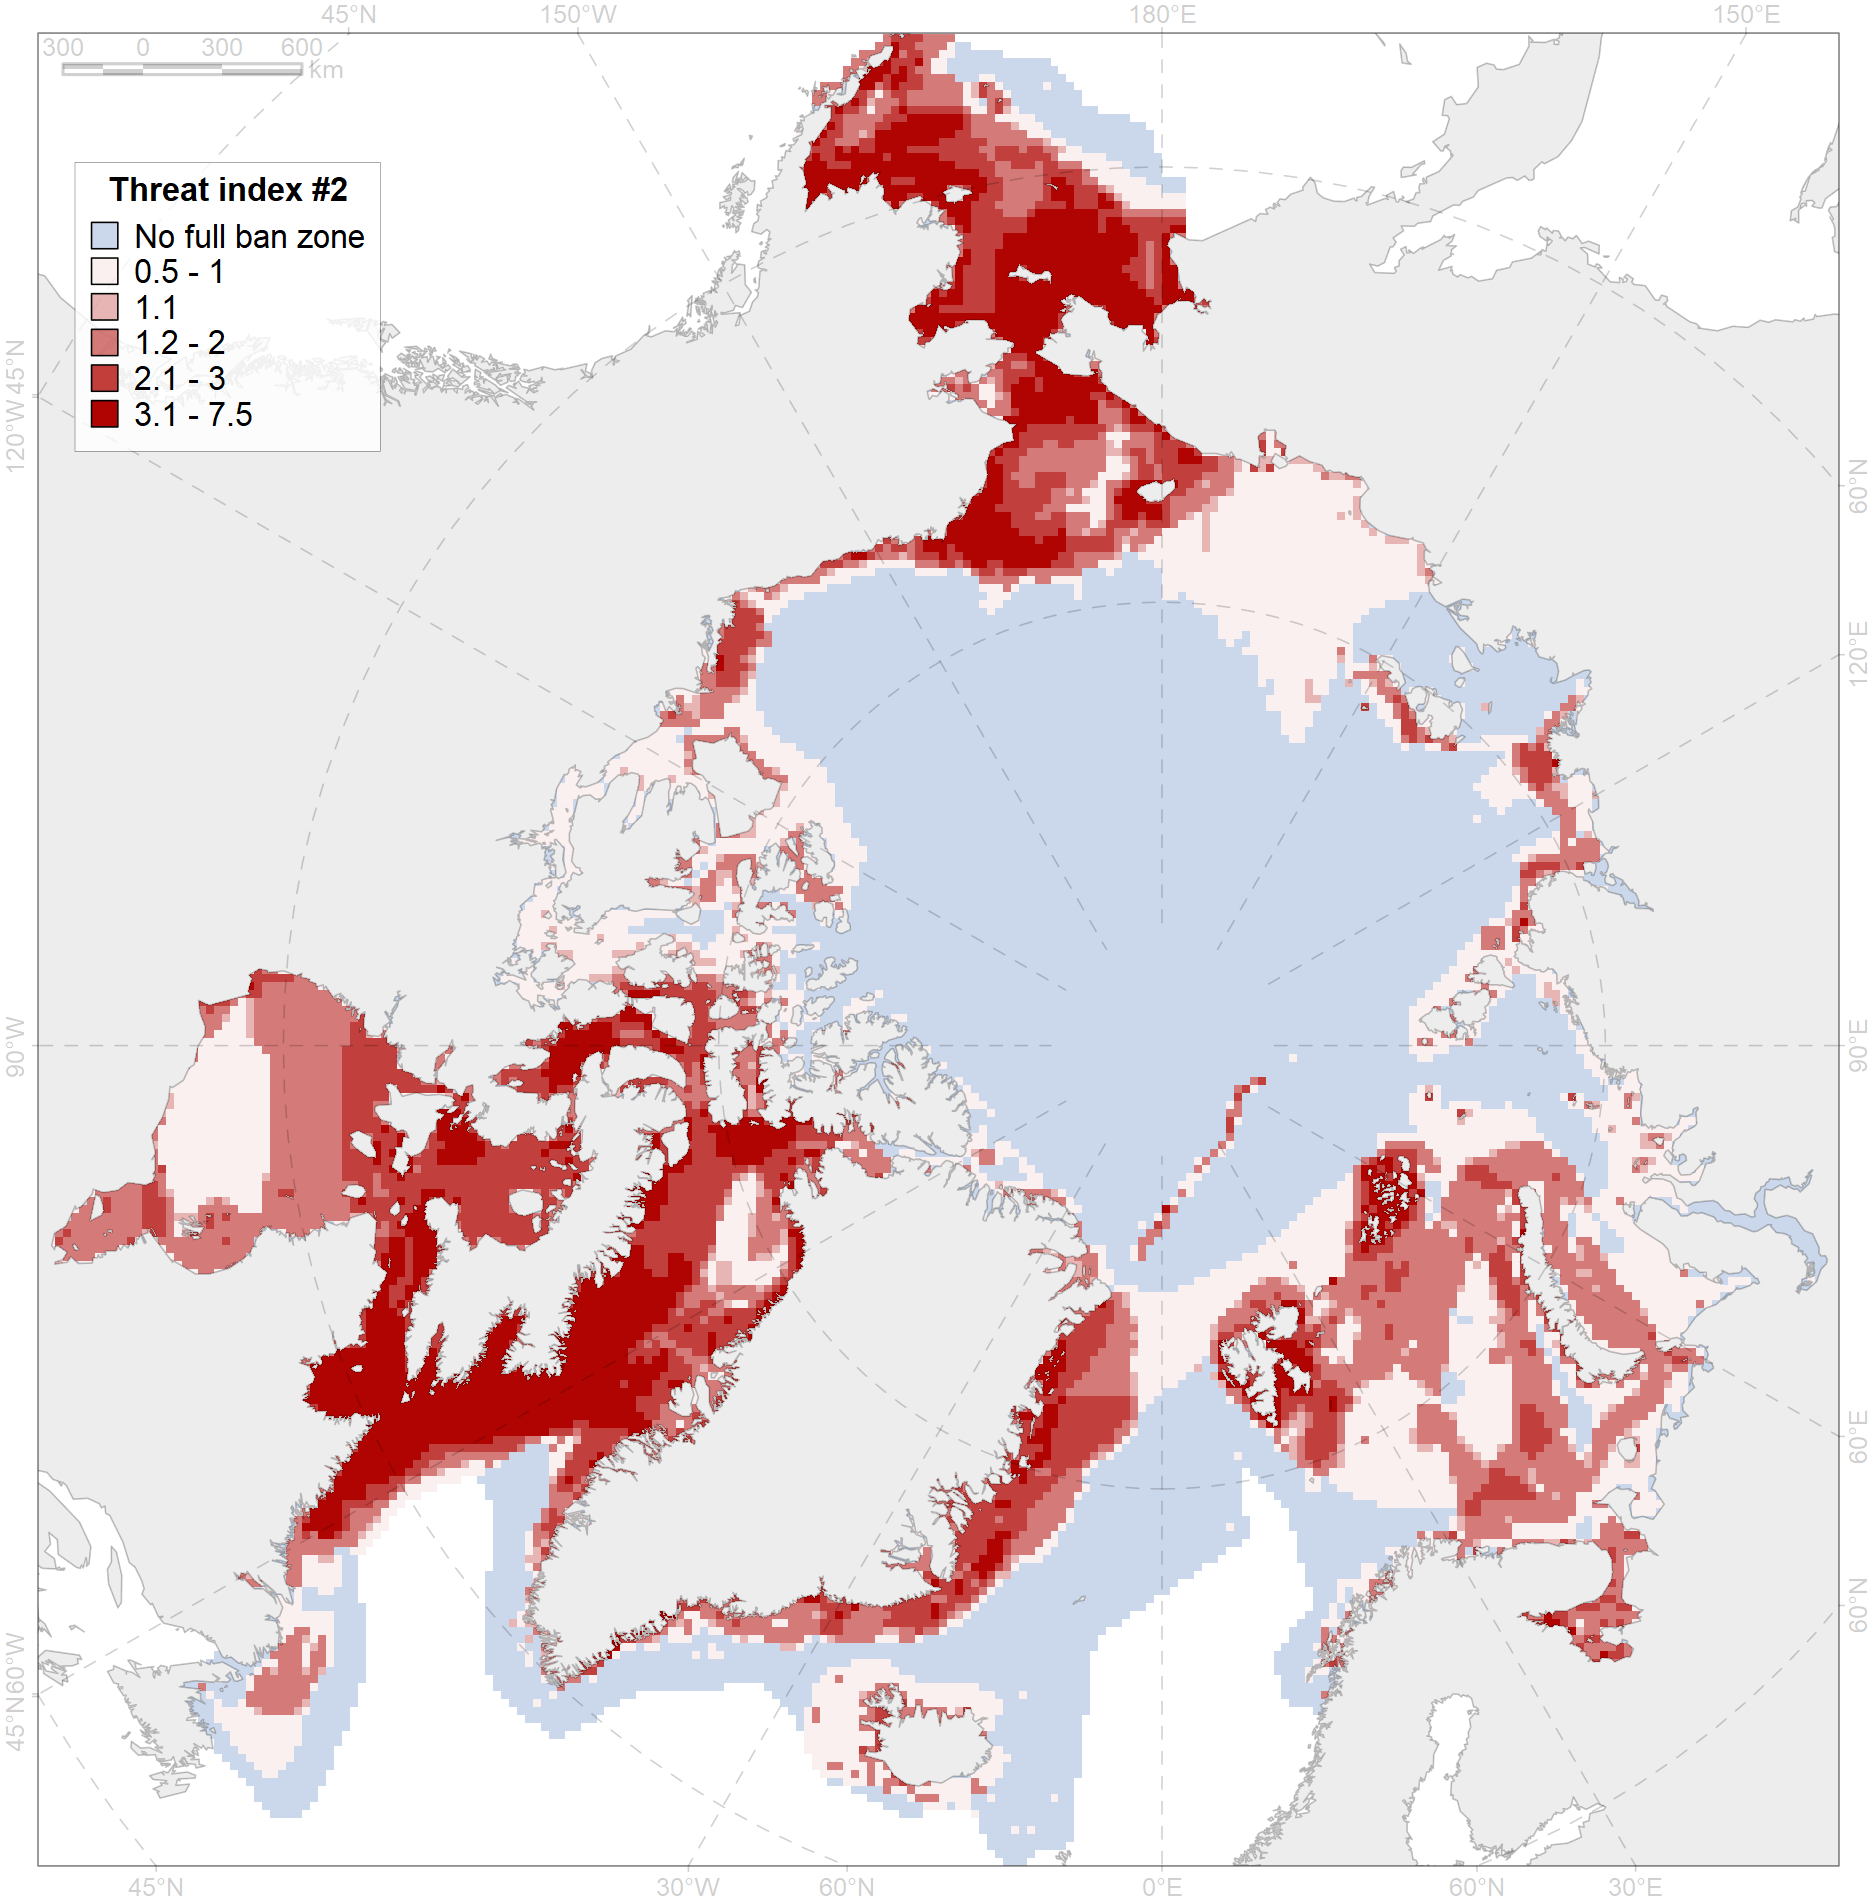 45°N 150°W 180°E 150°E
300 0 300 600
km
Threat index #2
No full ban zone
0.5 - 1
1.1
1.2 - 2
2.1 - 3
3.1 - 7.5
120°W 45°N
90°W
45°N 60°W
60°N
120°E
90°E
60°E
60°N
45°N 30°W 60°N 0°E 60°N 30°E